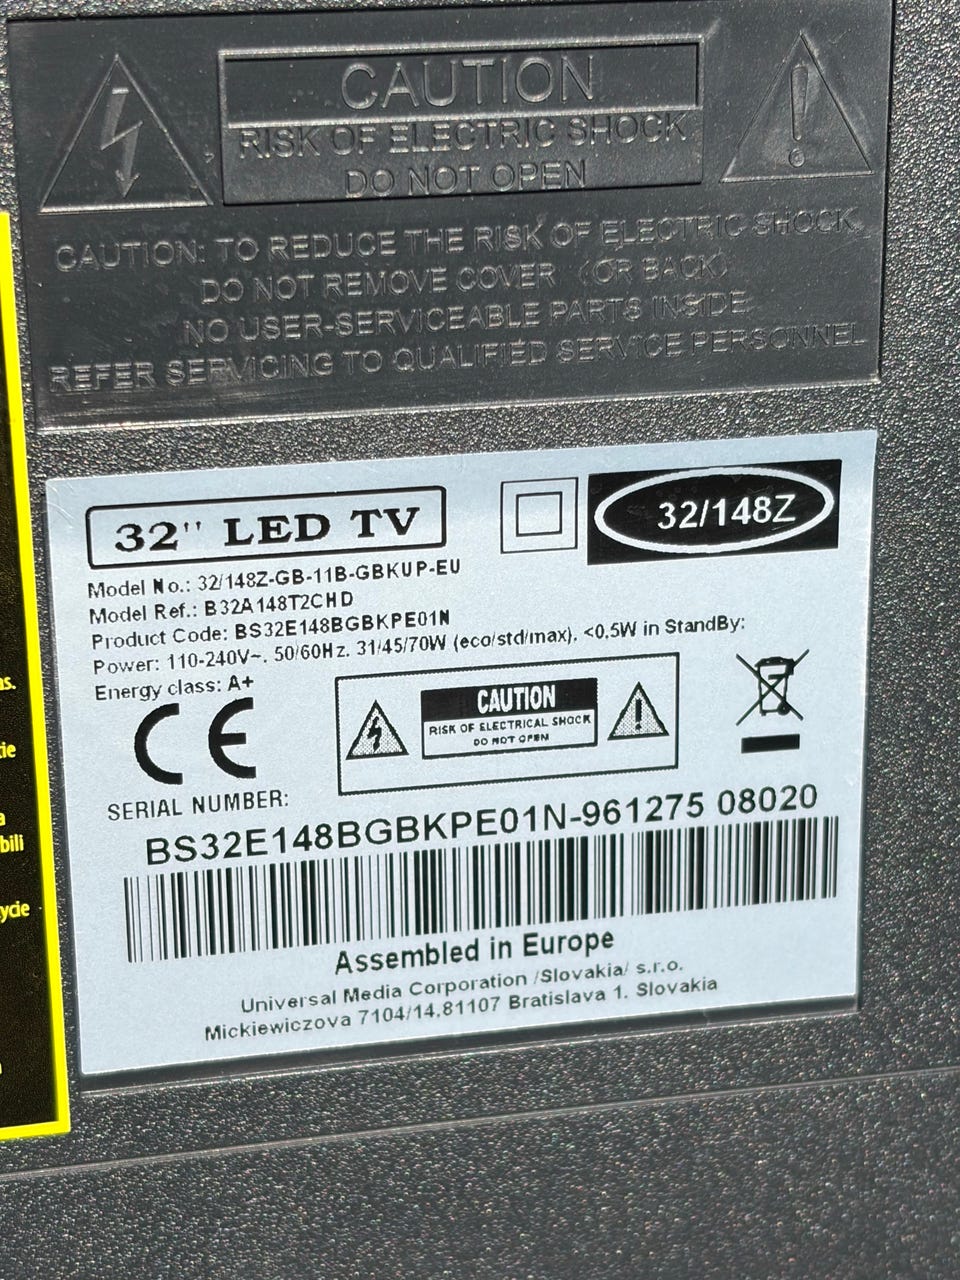 CAUTION
RISK OF ELECTRIC SHOCK
DO NOT OPEN
CAUTION: TO REDUCE THE RISK OF ELECTRIC SHOCK,
DO NOT REMOVE COVER (OR BACK)
NO USER-SERVICEABLE PARTS INSIDE
REFER SERVICING TO QUALIFIED SERVICE PERSONNEL
32" LED TV
32/148Z
Model No.: 32/148Z-GB-11B-GBKUP-EU
Model Ref.: B32A148T2CHD
Product Code: BS32E148BGBKPE01N
Power: 110-240V~, 50/60Hz. 31/45/70W (eco/std/max), <0.5W in StandBy:
Energy class: A+
CE
CAUTION
RISK OF ELECTRICAL SHOCK
DO NOT OPEN
SERIAL NUMBER:
BS32E148BGBKPE01N-961275 08020
Assembled in Europe
Universal Media Corporation /Slovakia/ s.r.o.
Mickiewiczova 7104/14,81107 Bratislava 1. Slovakia